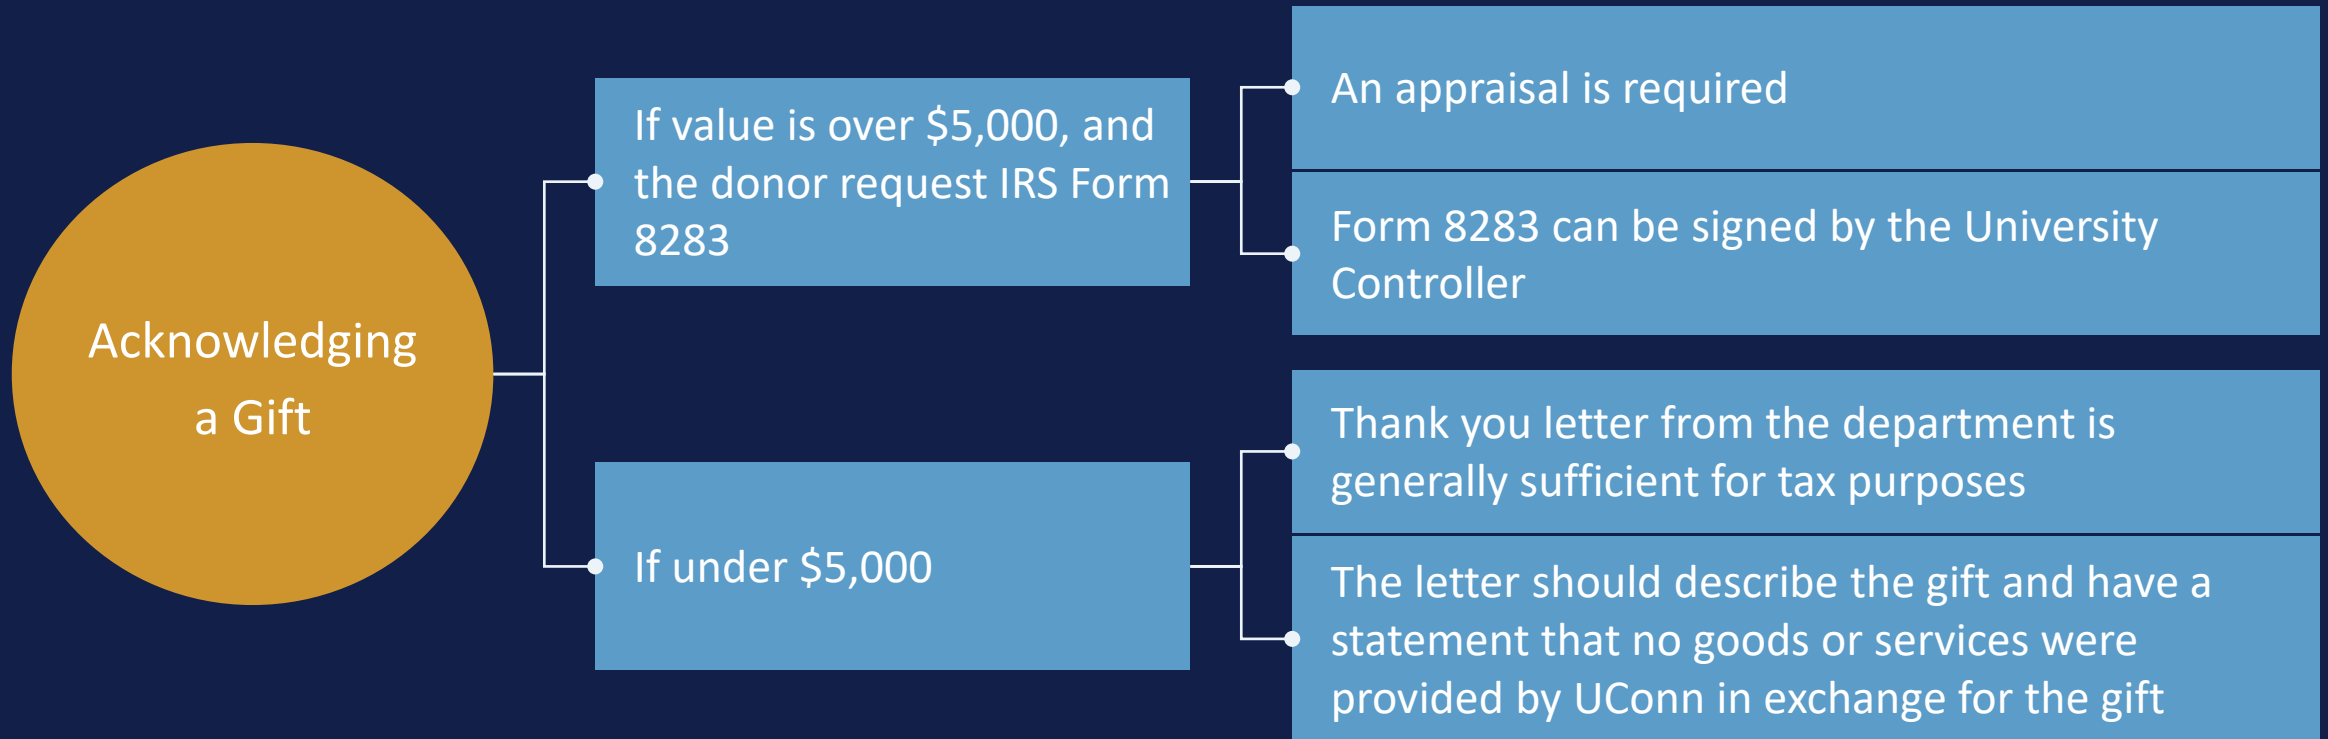 Acknowledging
a Gift
If value is over $5,000, and
the donor request IRS Form
8283
An appraisal is required
Form 8283 can be signed by the University
Controller
If under $5,000
Thank you letter from the department is
generally sufficient for tax purposes
The letter should describe the gift and have a
statement that no goods or services were
provided by UConn in exchange for the gift